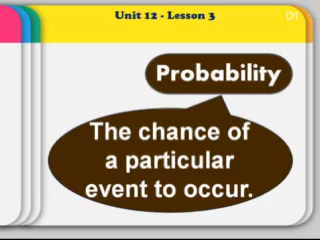 Unit 12 - Lesson 3
D1
Probability
The chance of
a particular
event to occur.